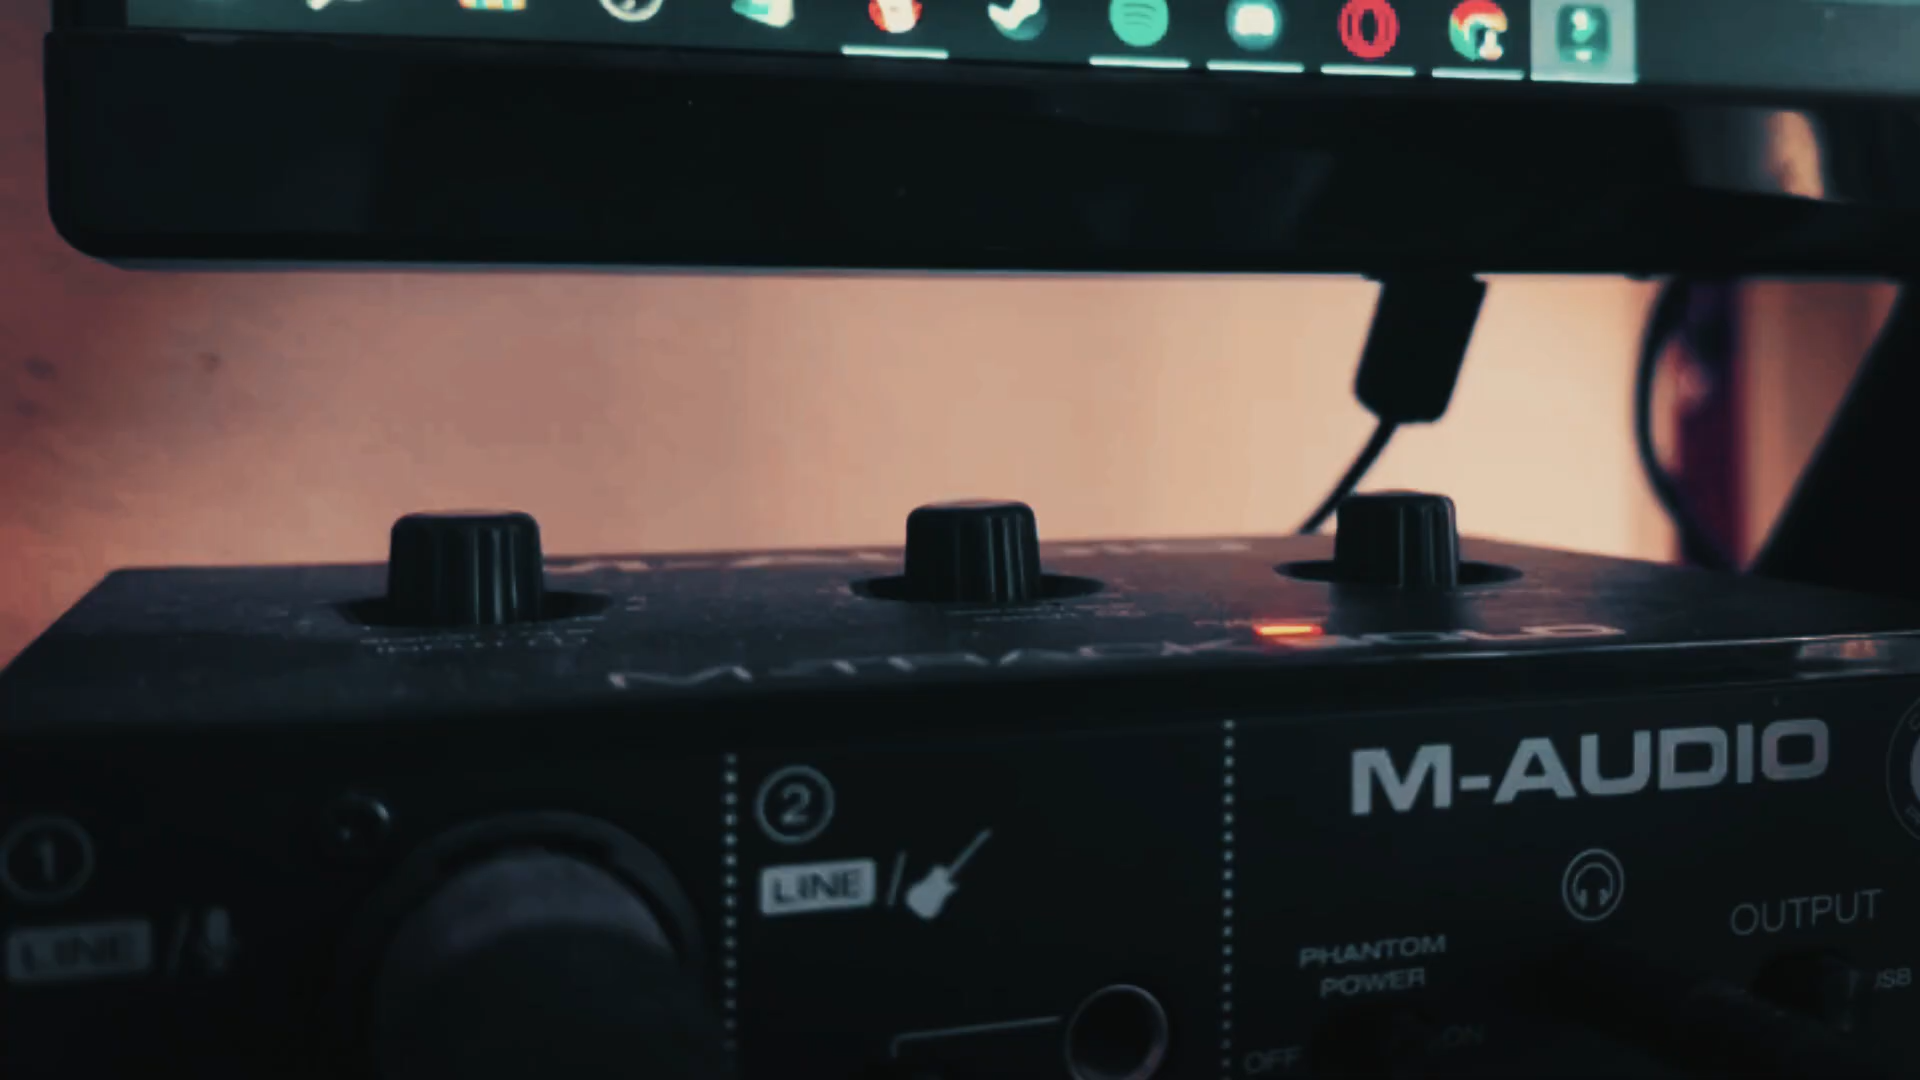 M-AUDIO
1
LINE
2
LINE
OUTPUT
PHANTOM
POWER
USB
OFF
ON